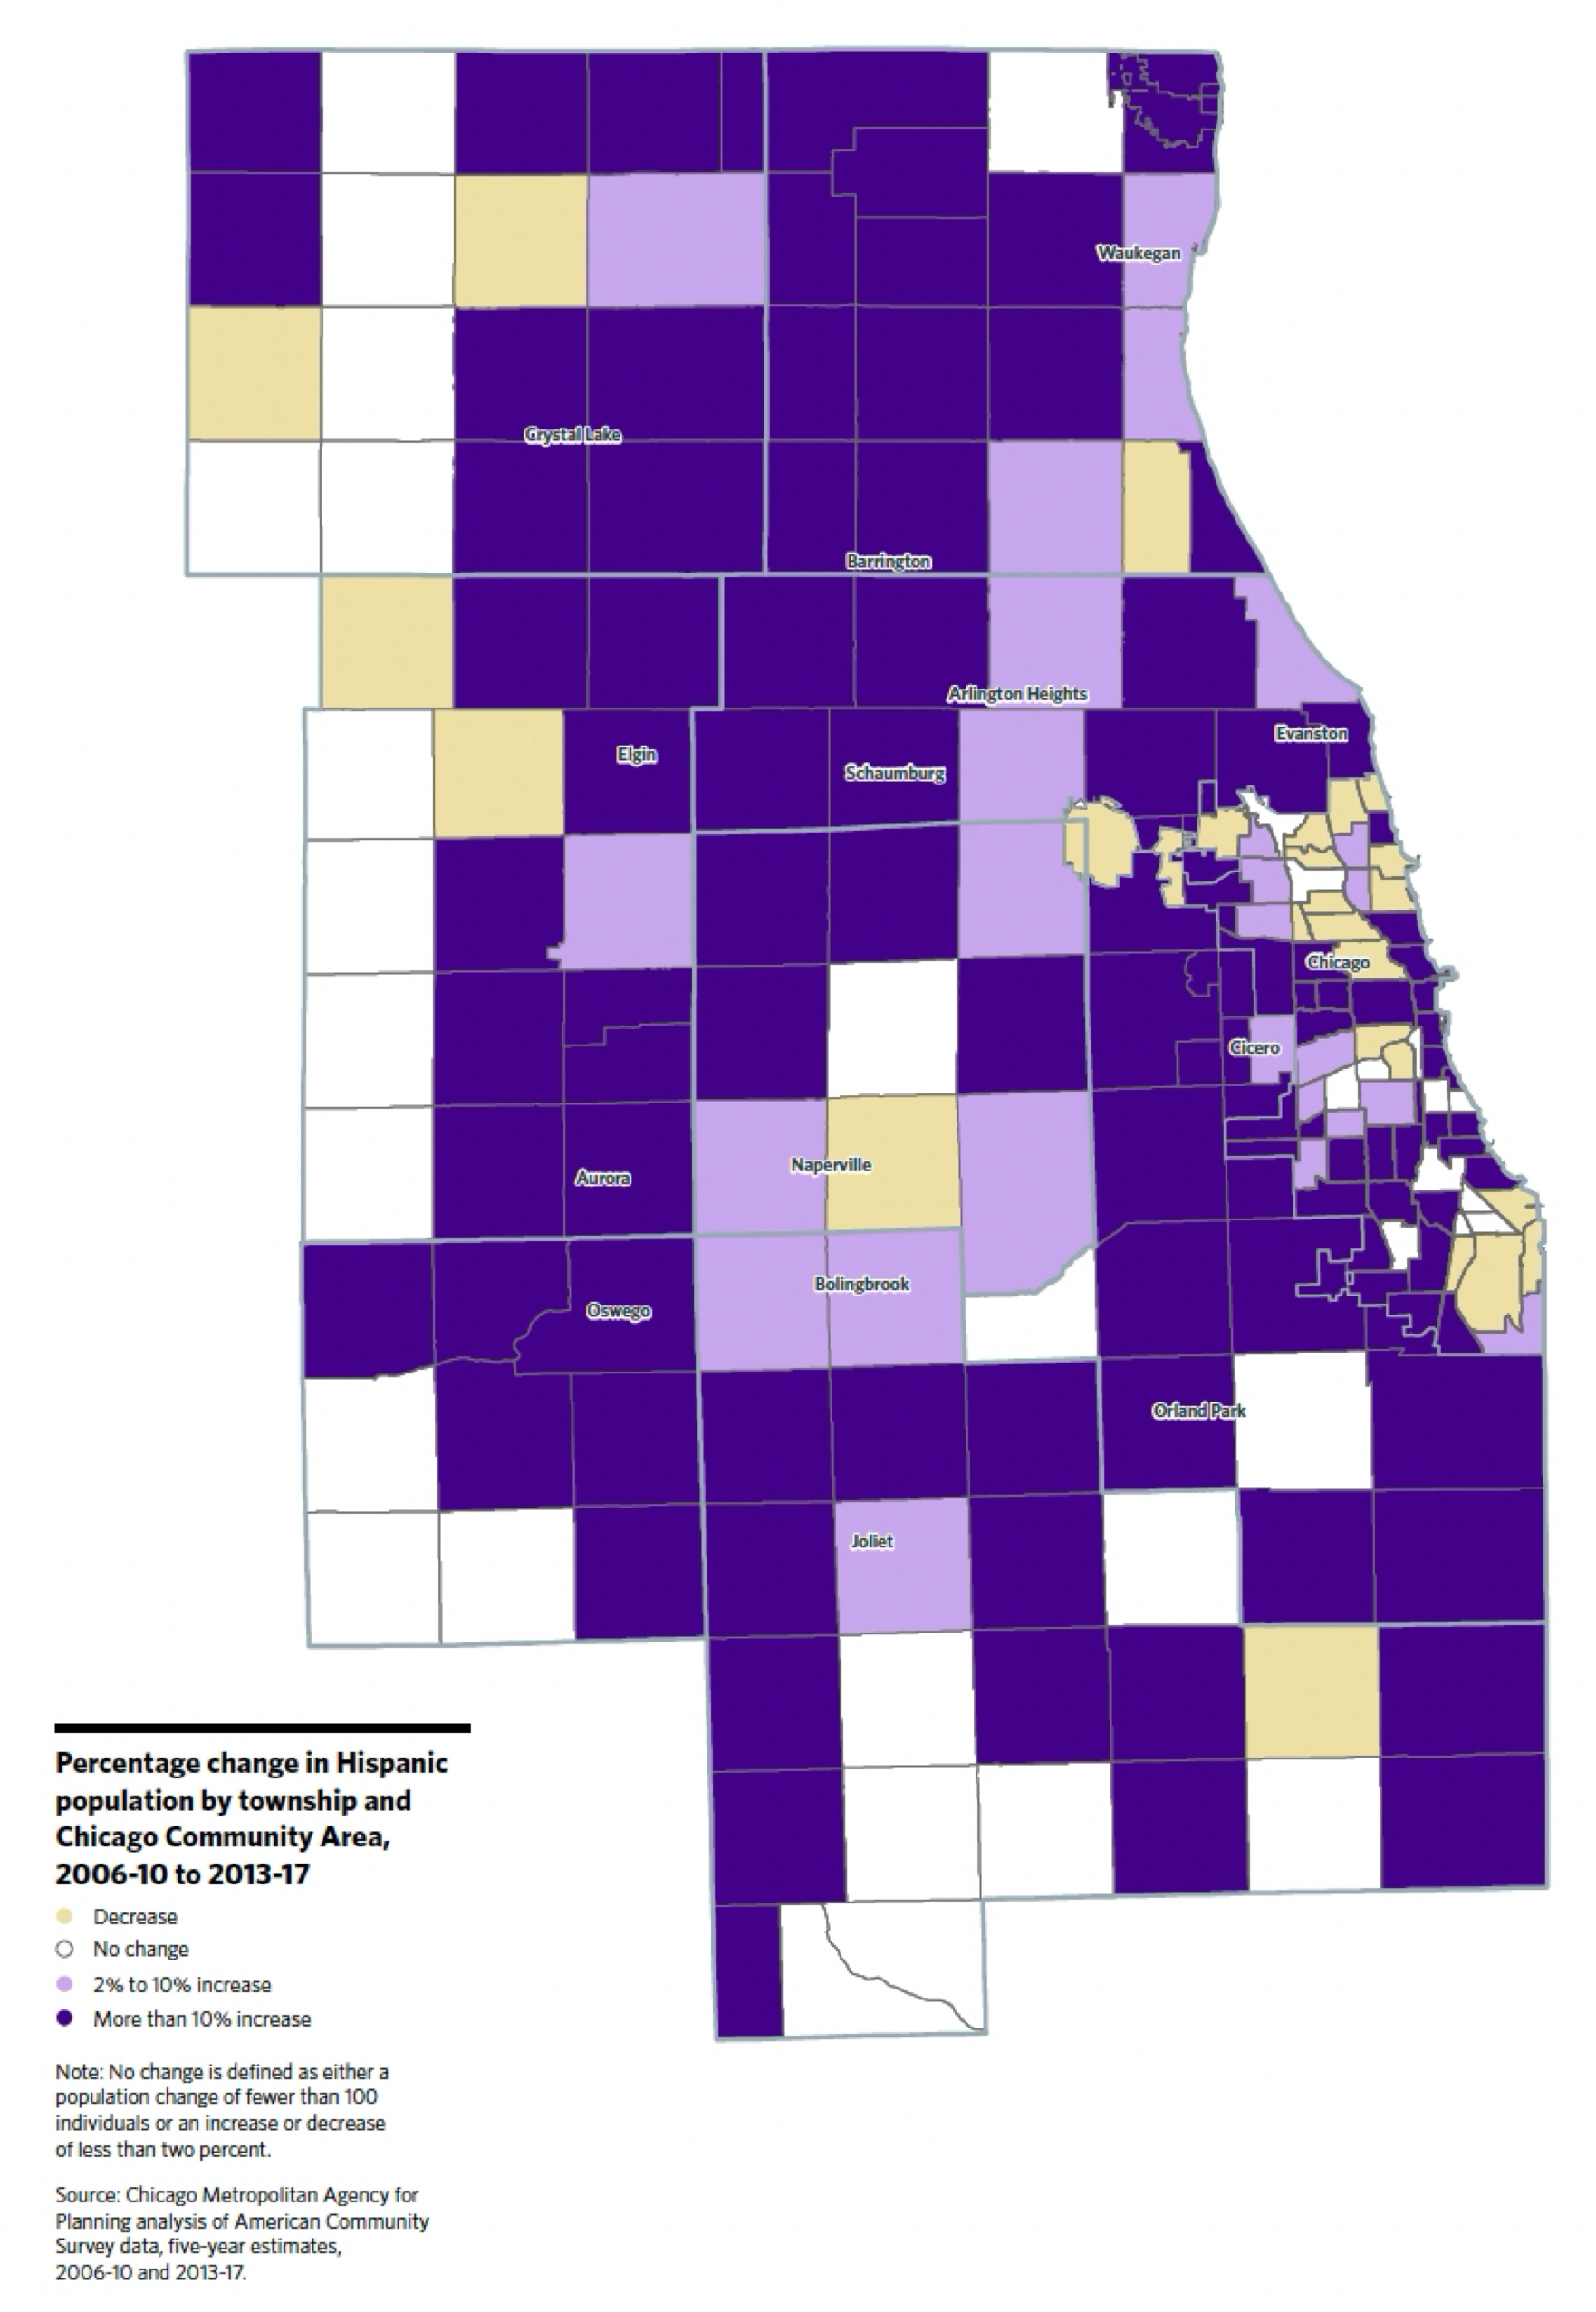 Waukegan
Crystal Lake
Barrington
Arlington Heights
Evanston
Elgin
Schaumburg
Chicago
Cicero
Naperville
Aurora
Bolingbrook
Oswego
Orland Park
Joliet
Percentage change in Hispanic
population by township and
Chicago Community Area,
2006-10 to 2013-17
Decrease
No change
2% to 10% increase
More than 10% increase
Note: No change is defined as either a
population change of fewer than 100
individuals or an increase or decrease
of less than two percent.
Source: Chicago Metropolitan Agency for
Planning analysis of American Community
Survey data, five-year estimates,
2006-10 and 2013-17.